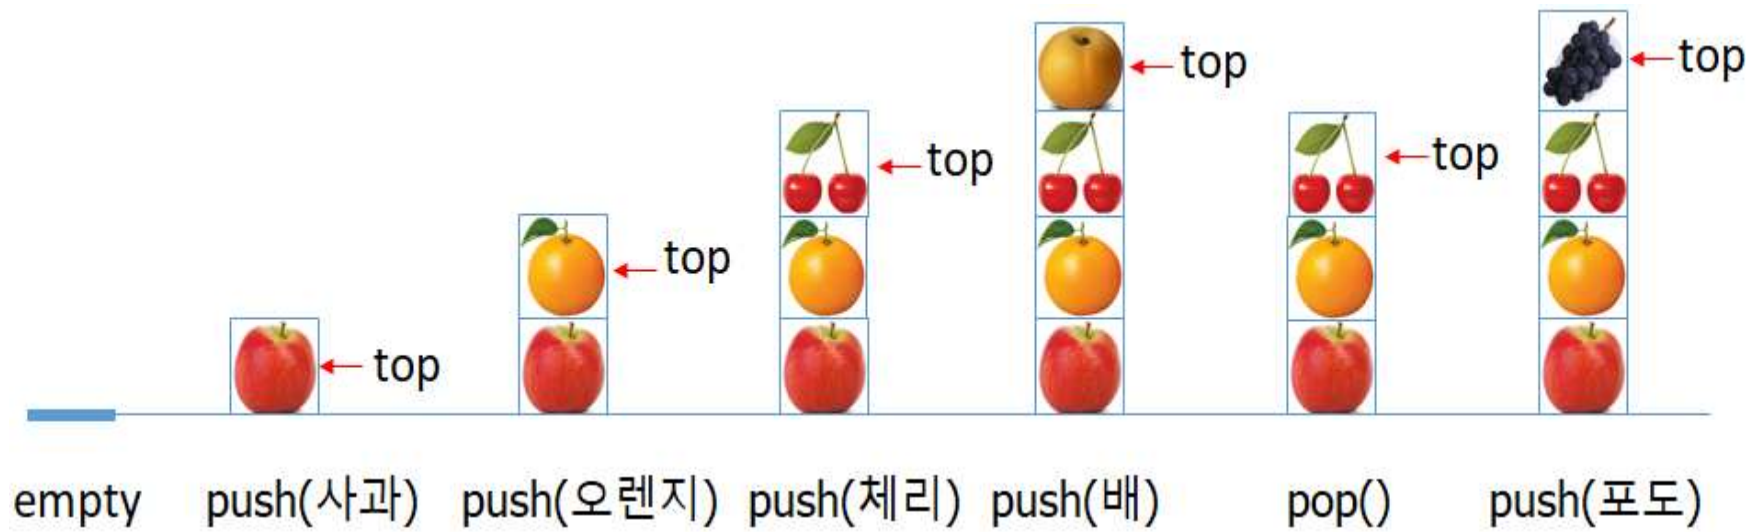 top
top
top
top
top
top
empty
push(사과)
push(오렌지)
push(체리)
push(배)
pop()
push(포도)